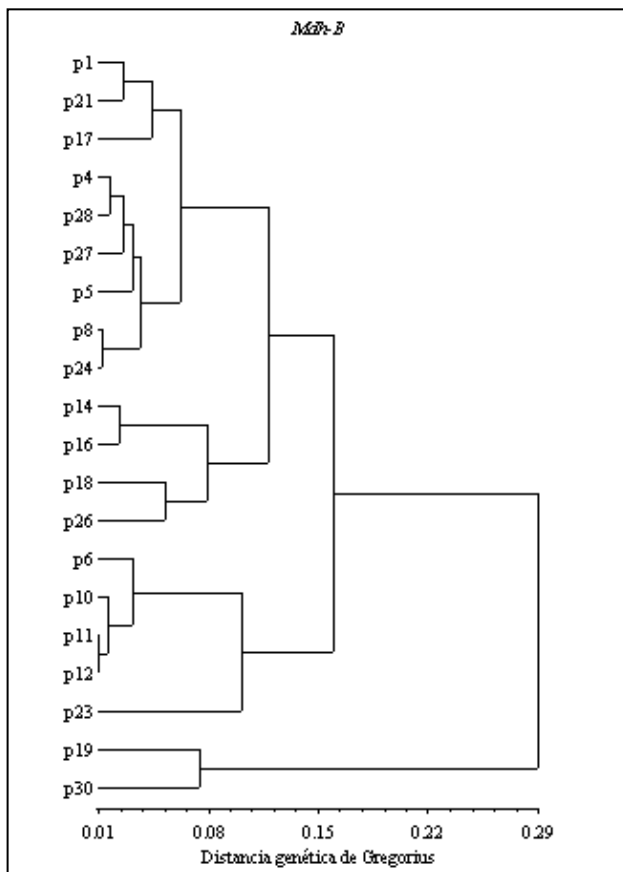 Mdh-B
p1
p21
p17
p4
p28
p27
p5
p8
p24
p14
p16
p18
p26
p6
p10
p11
p12
p23
p19
p30
0.01 0.08 0.15 0.22 0.29
Distancia genética de Gregorius